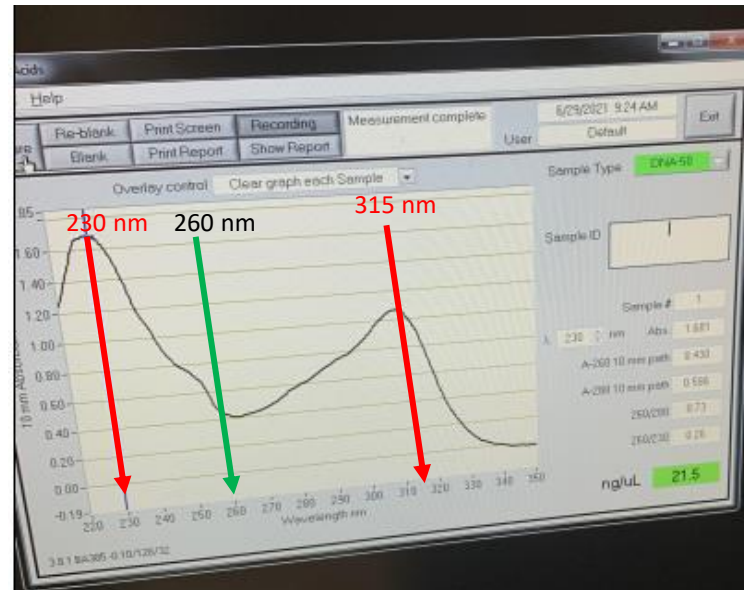 Acids
Help
Re-blank
Print Screen
Recording
Measurement complete
6/29/2021 9:24 AM
Exit
Blank
Print Report
Show Report
User
Default
Overlay control
Clear graph each Sample
Sample Type
DNA-50
230 nm
260 nm
315 nm
Sample ID
Sample #
1
λ 230 nm
Abs.
1.681
A-260 10 mm path
0.430
A-280 10 mm path
0.586
260/280
0.73
260/230
0.26
ng/uL
21.5
10 mm Absorbance
1.60
1.40
1.20
1.00
0.80
0.60
0.40
0.20
0.00
-0.19
220 230 240 250 260 270 280 290 300 310 320 330 340 350
Wavelength nm